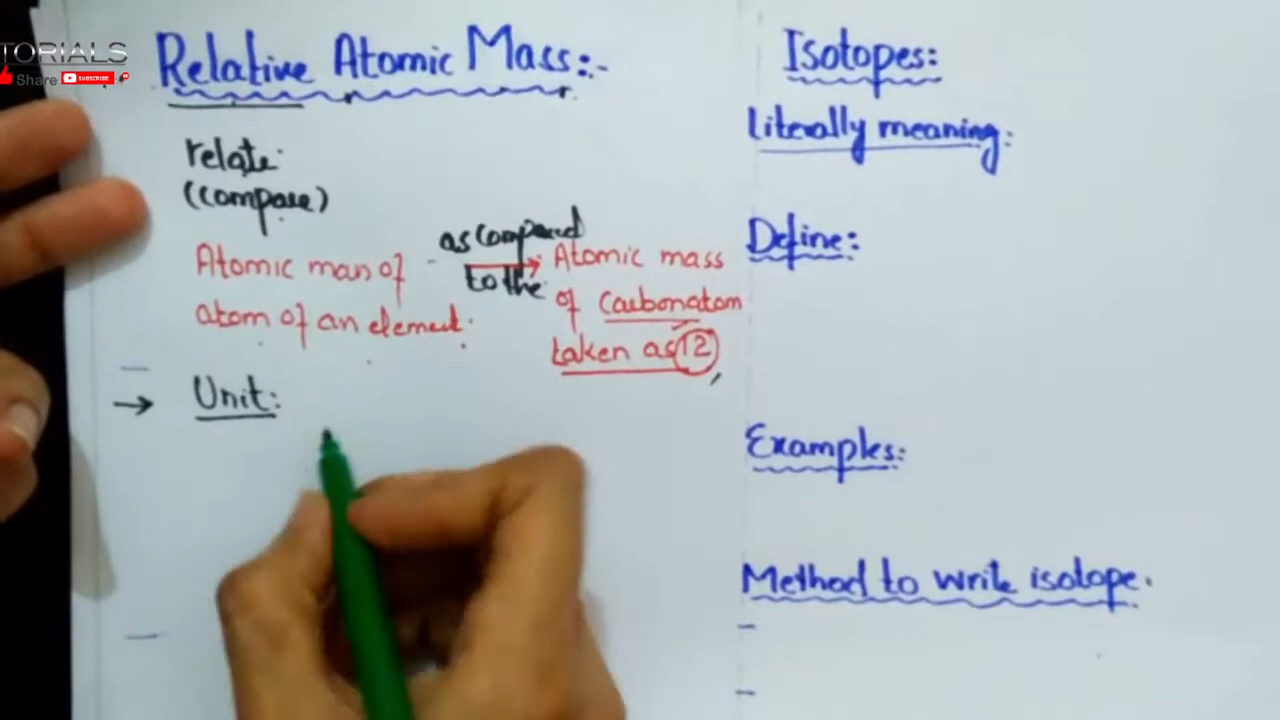 TORIALS
Share SUBSCRIBE
Relative Atomic Mass:-
relate
(compare)
Atomic mass of
atom of an element.
as compared
to the
Atomic mass
of Carbon atom
taken as 12
Unit:
Isotopes:
Literally meaning:
Define:
Examples:
Method to write isotope.